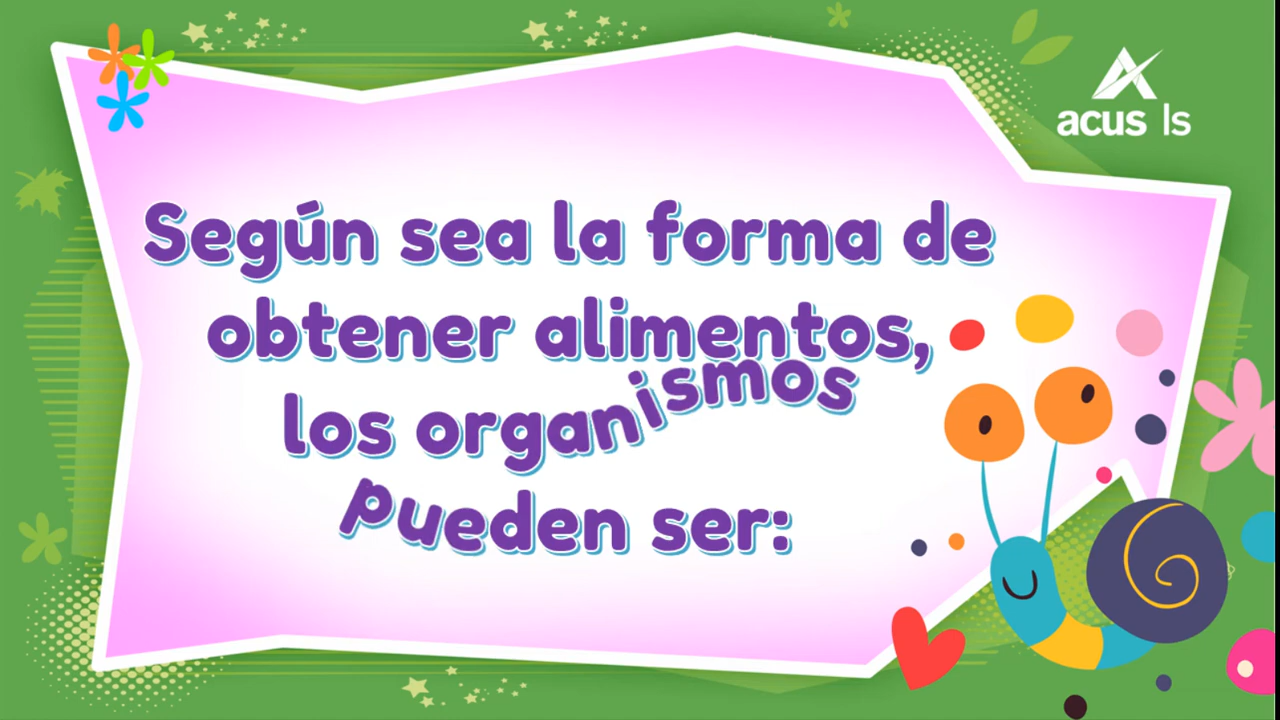 acus ls
Según sea la forma de
obtener alimentos,
los organismos
pueden ser: